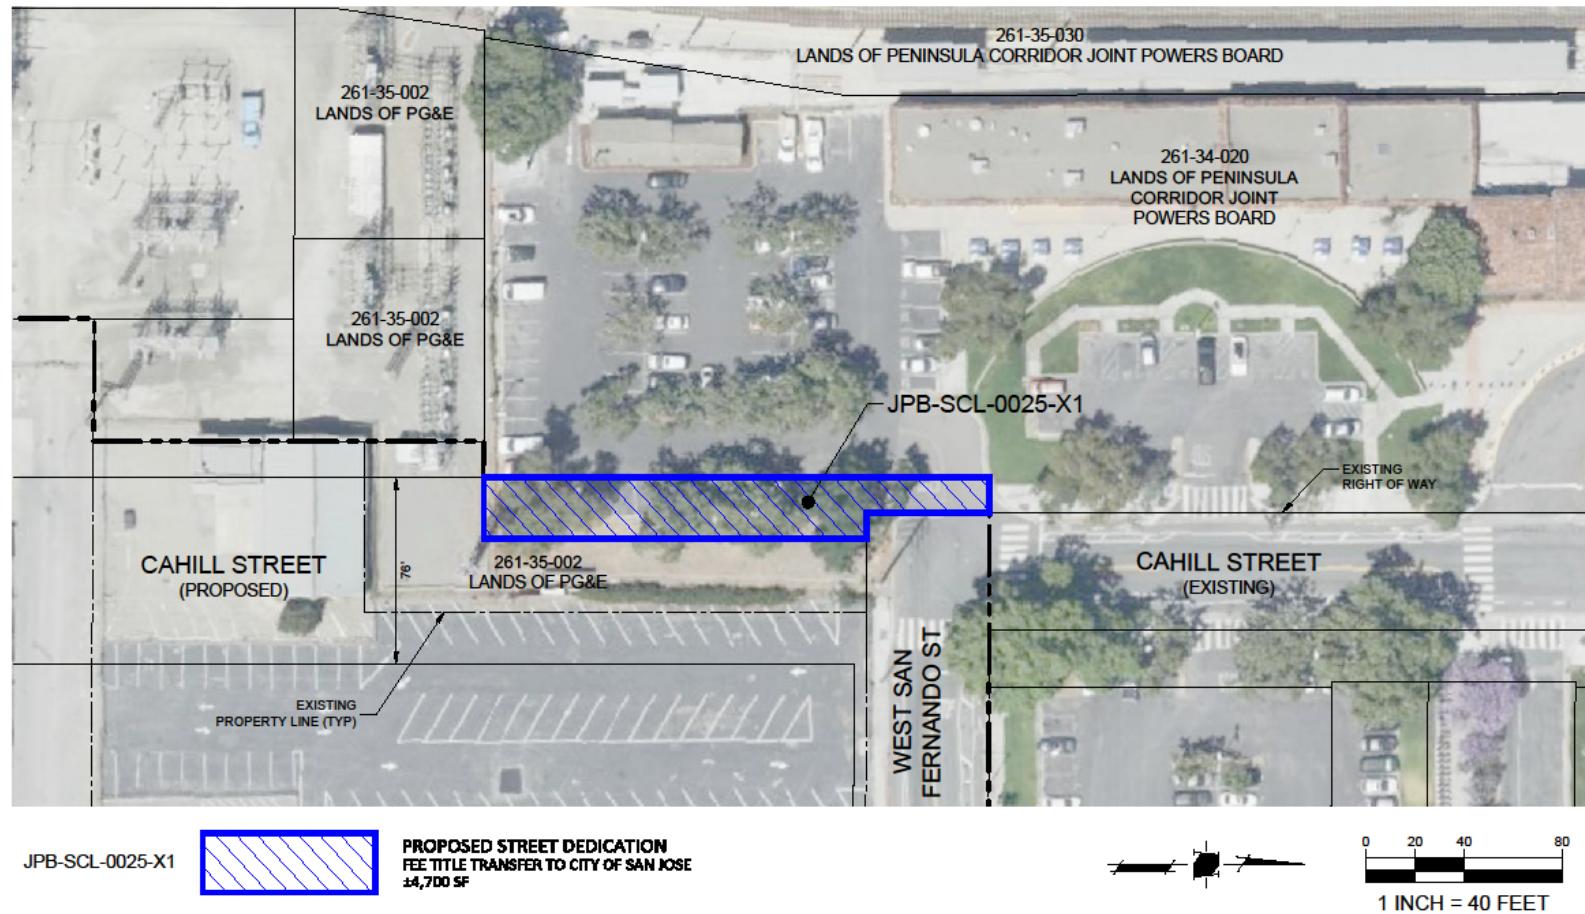 261-35-030
LANDS OF PENINSULA CORRIDOR JOINT POWERS BOARD
261-35-002
LANDS OF PG&E
261-34-020
LANDS OF PENINSULA
CORRIDOR JOINT
POWERS BOARD
261-35-002
LANDS OF PG&E
JPB-SCL-0025-X1
EXISTING
RIGHT OF WAY
CAHILL STREET
(PROPOSED)
76'
261-35-002
LANDS OF PG&E
CAHILL STREET
(EXISTING)
WEST SAN
FERNANDO ST
EXISTING
PROPERTY LINE (TYP)
JPB-SCL-0025-X1
PROPOSED STREET DEDICATION
FEE TITLE TRANSFER TO CITY OF SAN JOSE
±4,700 SF
0 20 40 80
1 INCH = 40 FEET